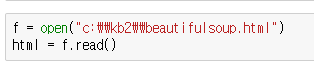 f = open("c:₩₩kb2₩₩beautifulsoup.html")
html = f.read()